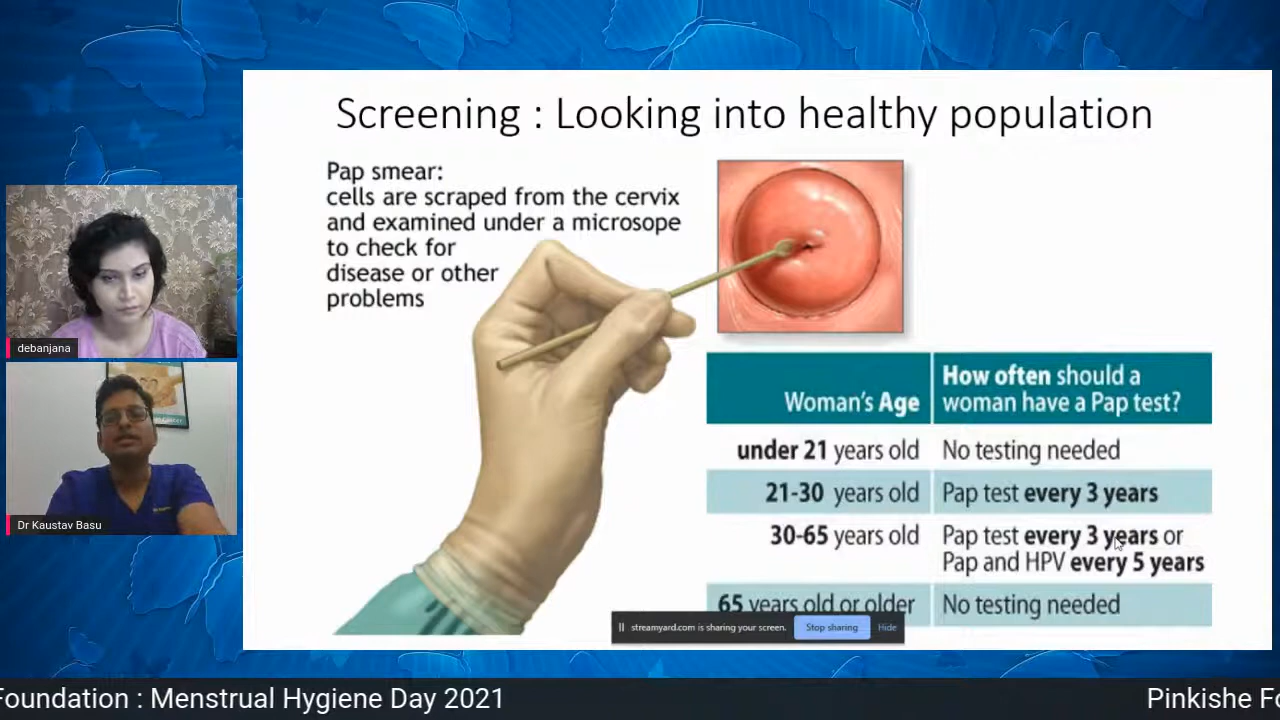 Screening : Looking into healthy population
Pap smear:
cells are scraped from the cervix
and examined under a microsope
to check for
disease or other
problems
Woman's Age
How often should a
woman have a Pap test?
under 21 years old
No testing needed
21-30 years old
Pap test every 3 years
30-65 years old
Pap test every 3 years or
Pap and HPV every 5 years
65 years old or older
No testing needed
streamyard.com is sharing your screen.
Stop sharing
Hide
debanjana
Dr Kaustav Basu
Foundation : Menstrual Hygiene Day 2021
Pinkishe Fo